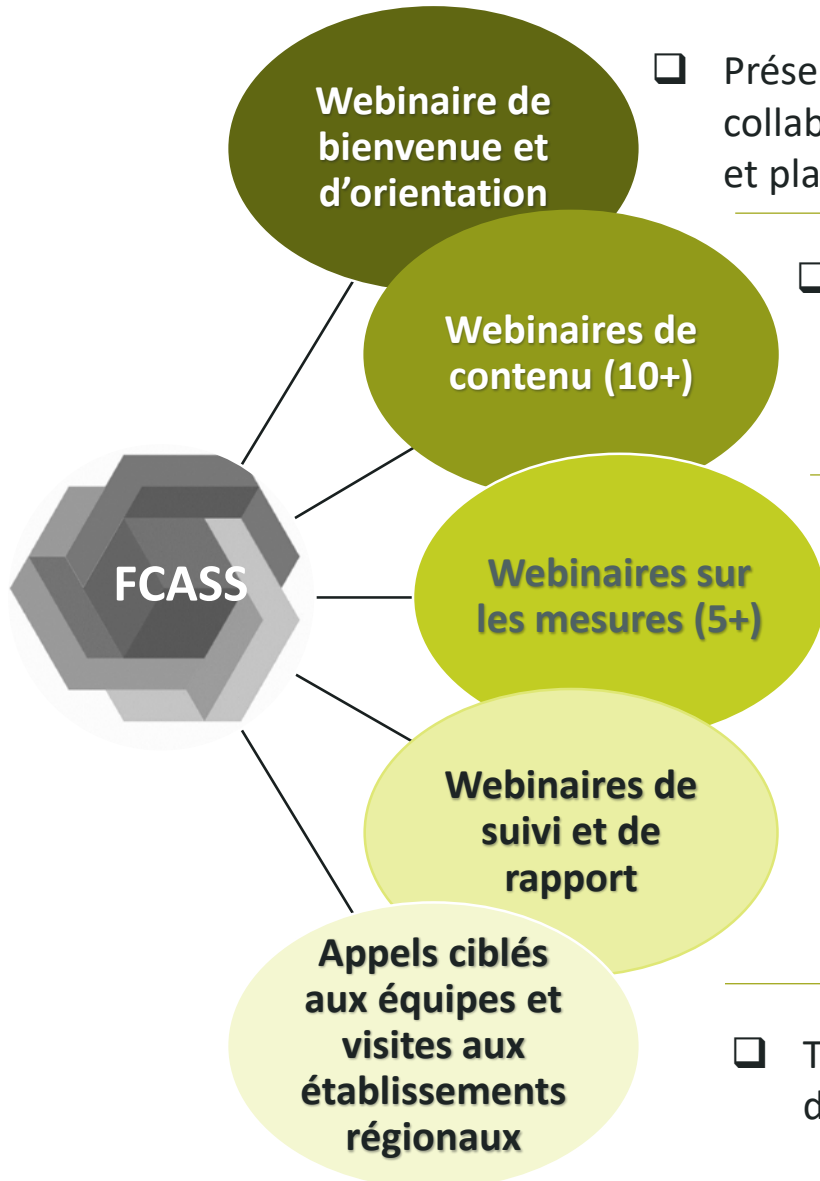 Webinaire de
bienvenue et
d’orientation
et
Webinaires de
contenu (10+)
FCASS
Webinaires sur
les mesures (5+)
Webinaires de
suivi et de
rapport
Appels ciblés
aux équipes et
visites aux
établissements
régionaux